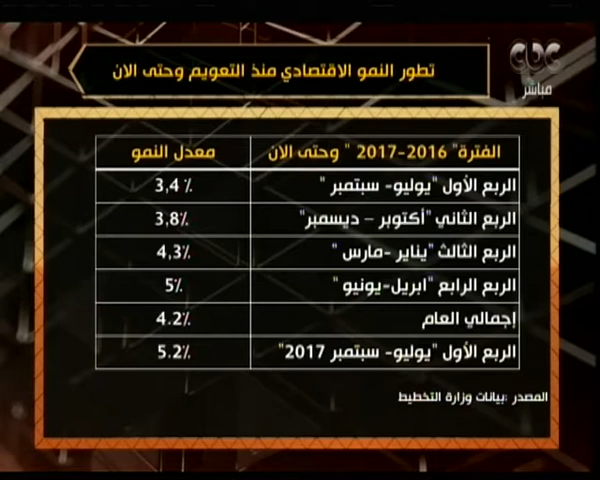 cbc
مباشر
تطور النمو الاقتصادي منذ التعويم وحتى الان
الفترة" 2016-2017 " وحتى الان	معدل النمو
الربع الأول "يوليو- سبتمبر "	3,4 ٪
الربع الثاني "أكتوبر – ديسمبر"	3,8٪
الربع الثالث "يناير -مارس "	4,3٪
الربع الرابع "ابريل-يونيو "	5٪
إجمالي العام	4.2٪
الربع الأول "يوليو- سبتمبر 2017"	5.2٪
المصدر :بيانات وزارة التخطيط